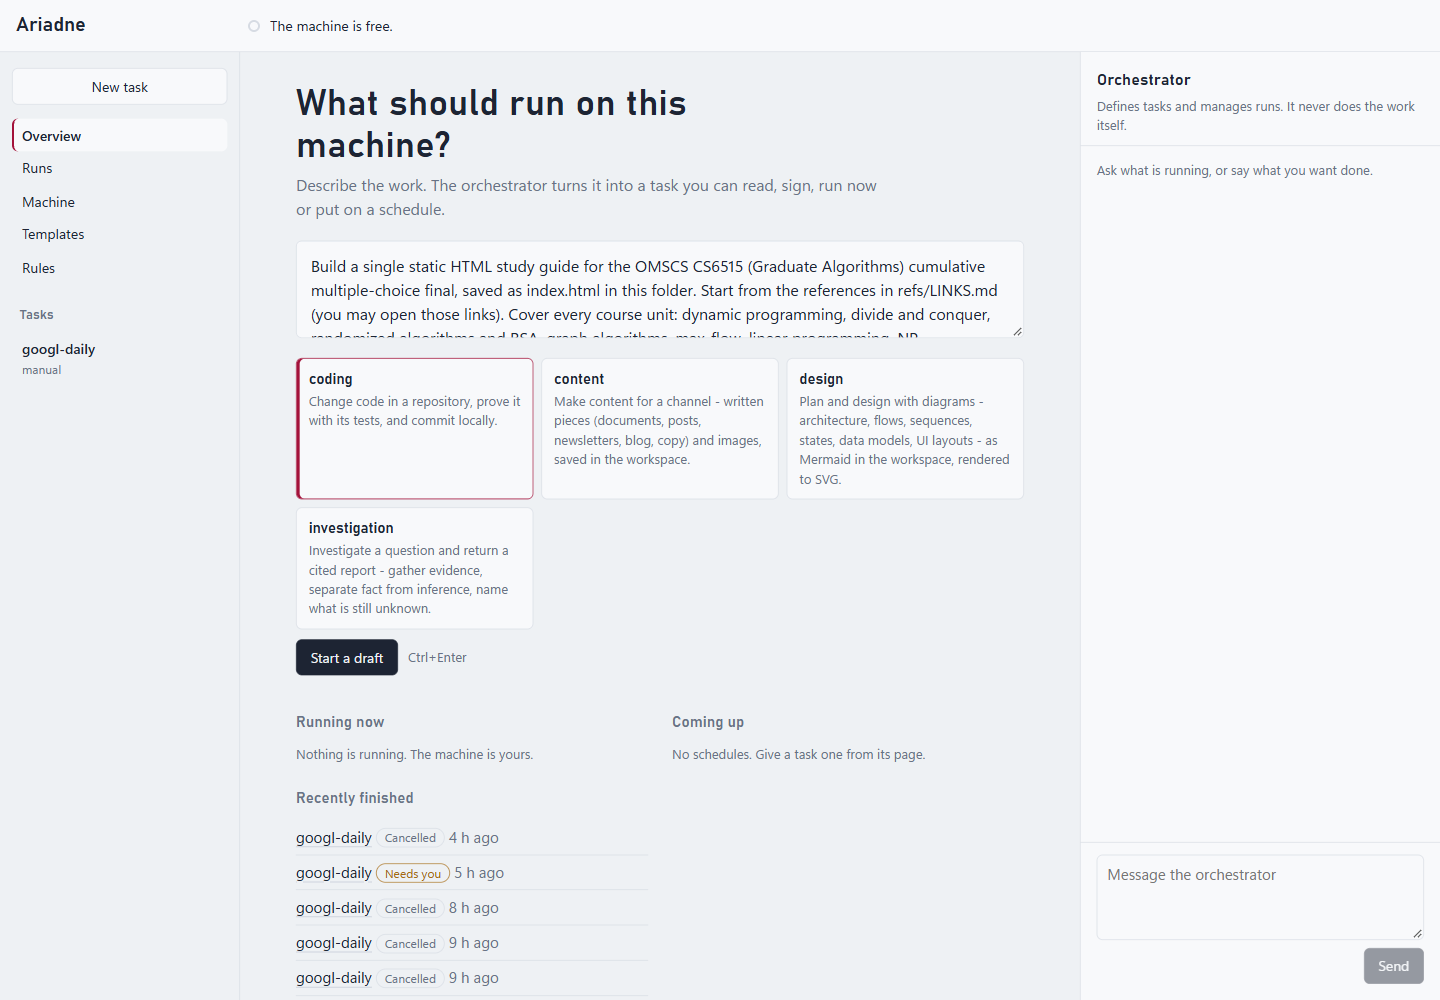 Ariadne
The machine is free.
New task
Overview
Runs
Machine
Templates
Rules
Tasks
googl-daily
manual
What should run on this
machine?
Describe the work. The orchestrator turns it into a task you can read, sign, run now
or put on a schedule.
Build a single static HTML study guide for the OMSCS CS6515 (Graduate Algorithms) cumulative
multiple-choice final, saved as index.html in this folder. Start from the references in refs/LINKS.md
(you may open those links). Cover every course unit: dynamic programming, divide and conquer,
randomized algorithms and RSA, graph algorithms, max-flow, linear programming, NP
coding
Change code in a repository, prove it
with its tests, and commit locally.
content
Make content for a channel - written
pieces (documents, posts,
newsletters, blog, copy) and images,
saved in the workspace.
design
Plan and design with diagrams -
architecture, flows, sequences,
states, data models, UI layouts - as
Mermaid in the workspace, rendered
to SVG.
investigation
Investigate a question and return a
cited report - gather evidence,
separate fact from inference, name
what is still unknown.
Start a draft
Ctrl+Enter
Running now
Nothing is running. The machine is yours.
Coming up
No schedules. Give a task one from its page.
Recently finished
googl-daily Cancelled 4 h ago
googl-daily Needs you 5 h ago
googl-daily Cancelled 8 h ago
googl-daily Cancelled 9 h ago
googl-daily Cancelled 9 h ago
Orchestrator
Defines tasks and manages runs. It never does the work
itself.
Ask what is running, or say what you want done.
Message the orchestrator
Send